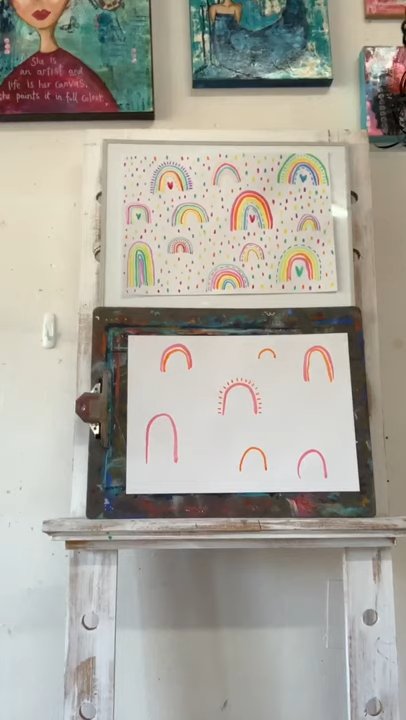 She is
an artist and
life is her canvas.
She paints it in full colour.